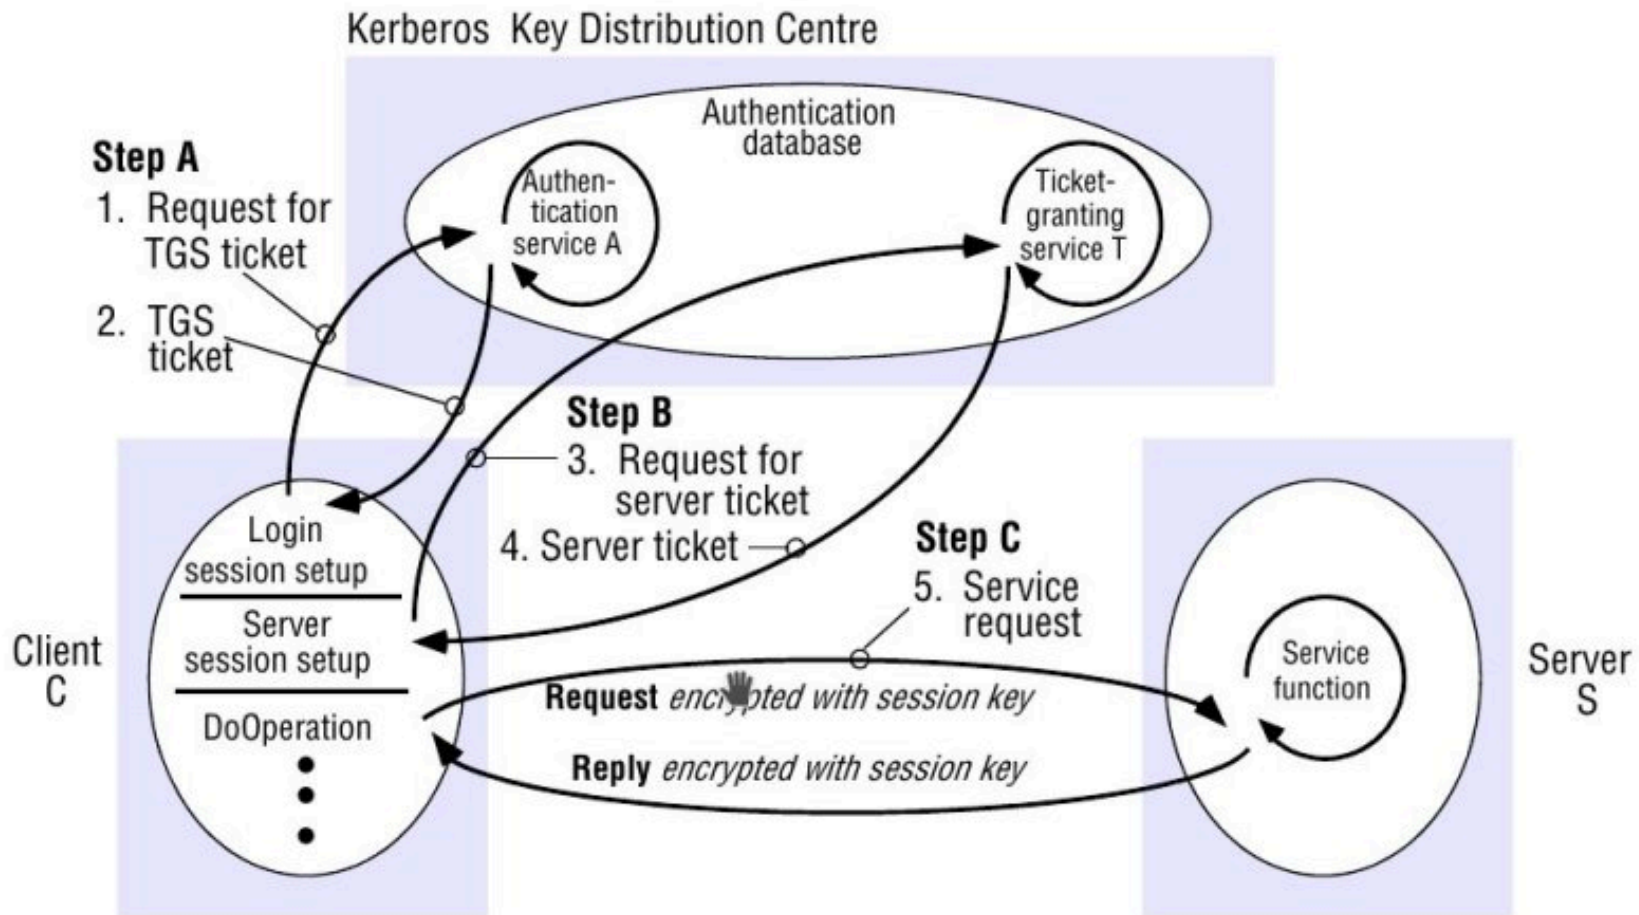 Kerberos Key Distribution Centre
Authentication
database
Step A
1. Request for
TGS ticket
2. TGS
ticket
Authen-
tication
service A
Ticket-
granting
service T
Step B
3. Request for
server ticket
4. Server ticket
Step C
5. Service
request
Login
session setup
Server
session setup
DoOperation
Client
C
Request encrypted with session key
Reply encrypted with session key
Service
function
Server
S